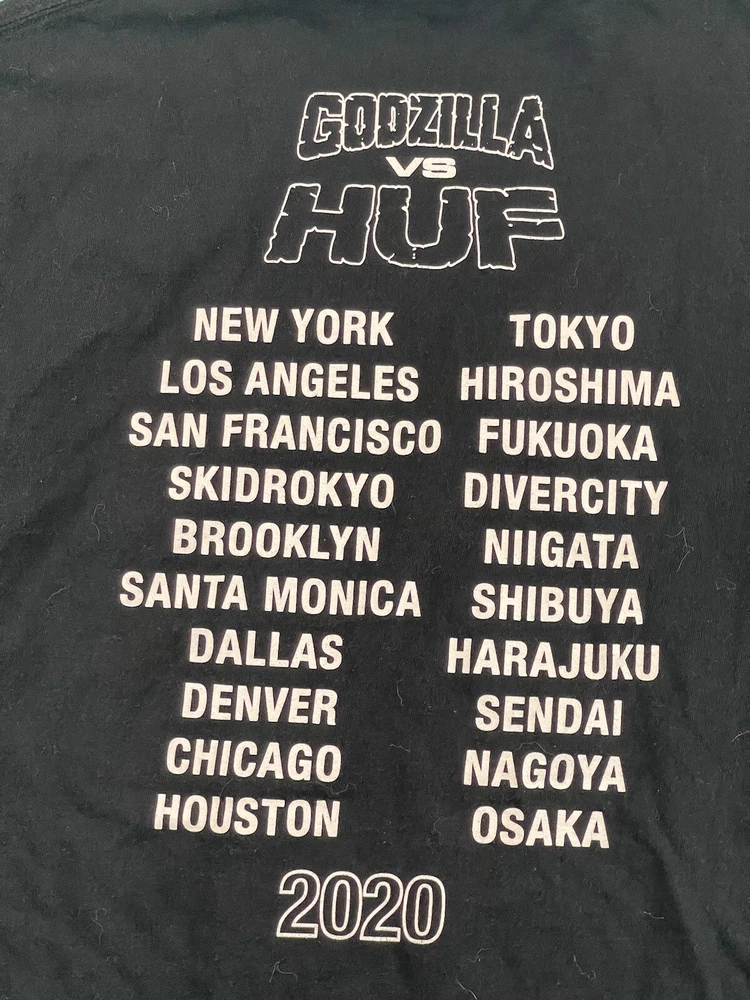 GODZILLA
VS
HUF
NEW YORK
LOS ANGELES
SAN FRANCISCO
SKIDROKYO
BROOKLYN
SANTA MONICA
DALLAS
DENVER
CHICAGO
HOUSTON
TOKYO
HIROSHIMA
FUKUOKA
DIVERCITY
NIIGATA
SHIBUYA
HARAJUKU
SENDAI
NAGOYA
OSAKA
2020